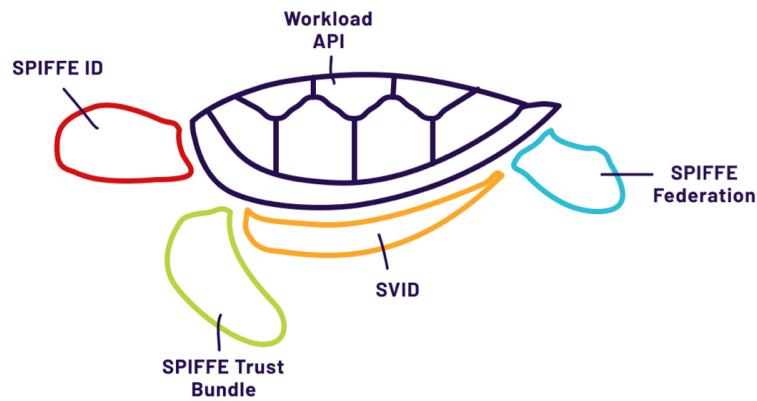 Workload
API
SPIFFE ID
SPIFFE
Federation
SVID
SPIFFE Trust
Bundle